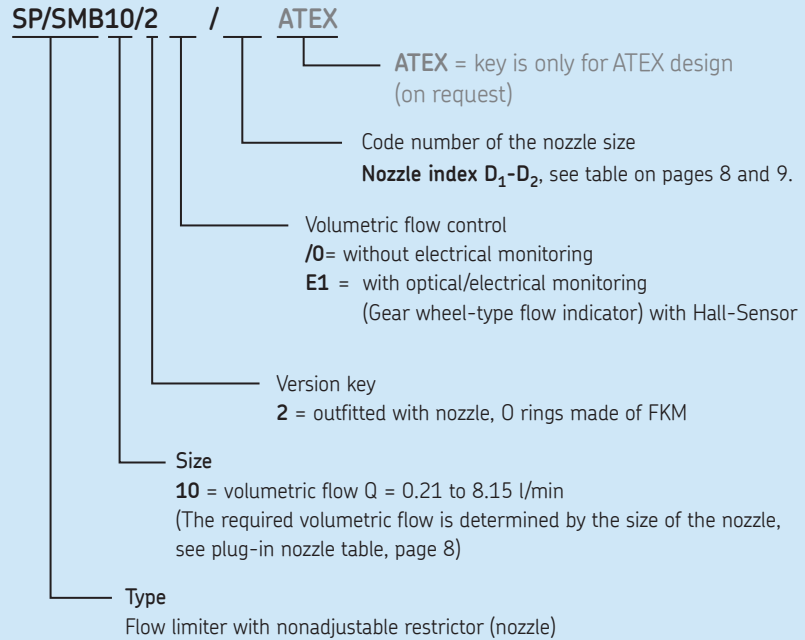 SP/SMB10/2 / ATEX
ATEX = key is only for ATEX design
(on request)
Code number of the nozzle size
Nozzle index D₁-D₂, see table on pages 8 and 9.
Volumetric flow control
/0= without electrical monitoring
E1 = with optical/electrical monitoring
(Gear wheel-type flow indicator) with Hall-Sensor
Version key
2 = outfitted with nozzle, O rings made of FKM
Size
10 = volumetric flow Q = 0.21 to 8.15 l/min
(The required volumetric flow is determined by the size of the nozzle,
see plug-in nozzle table, page 8)
Type
Flow limiter with nonadjustable restrictor (nozzle)